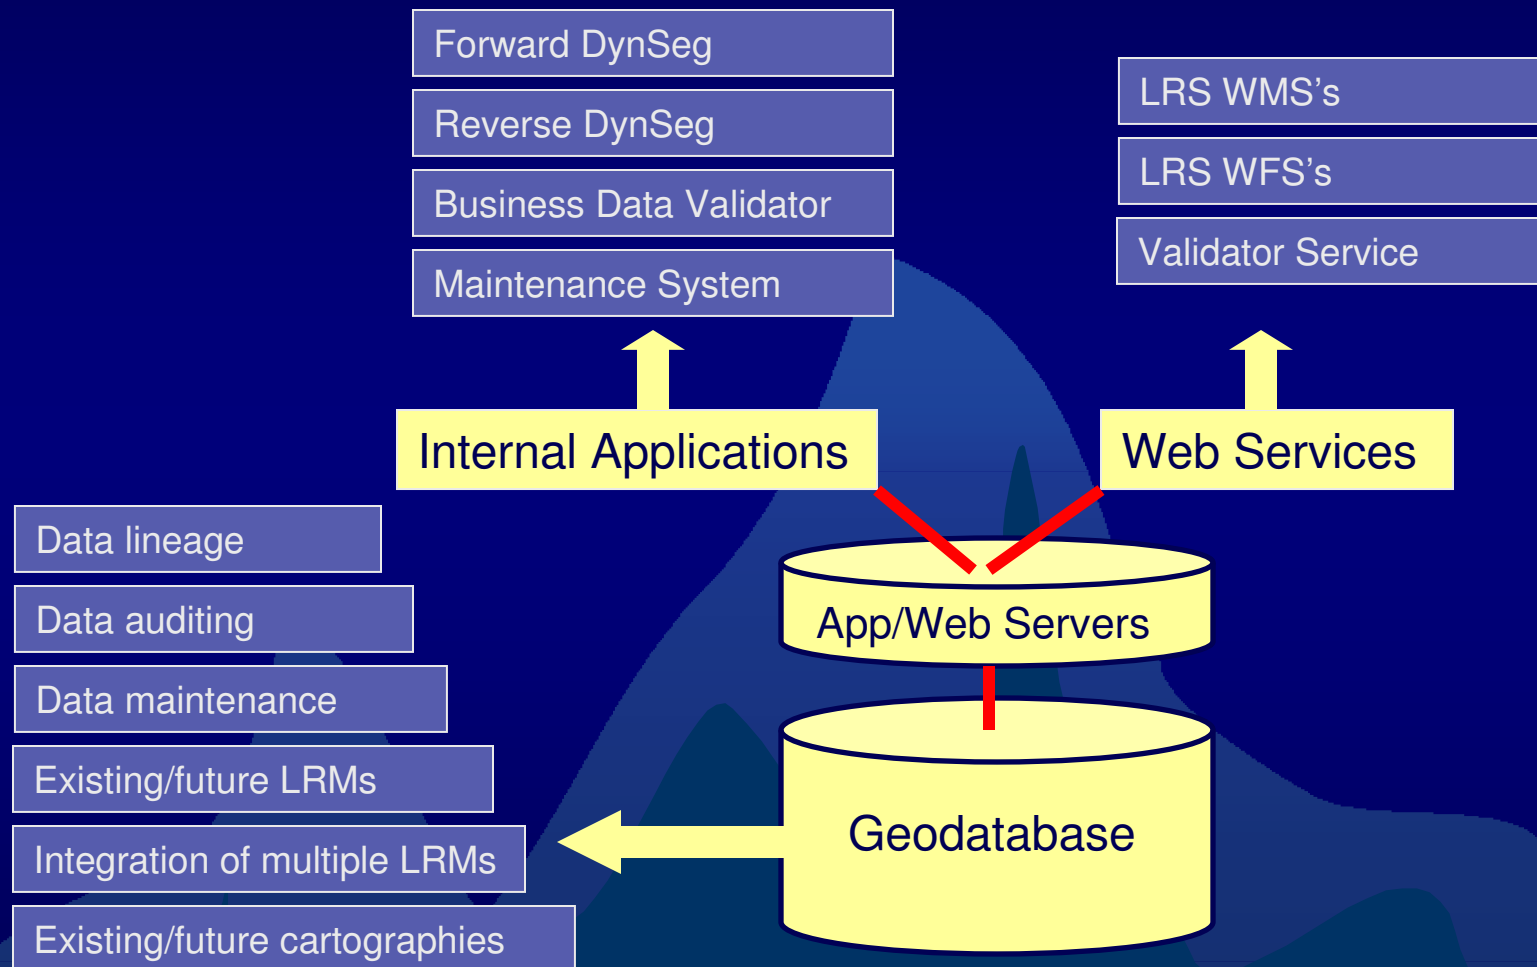 Forward DynSeg
Reverse DynSeg
Business Data Validator
Maintenance System
LRS WMS's
LRS WFS's
Validator Service
Internal Applications
Web Services
Data lineage
Data auditing
Data maintenance
Existing/future LRMs
Integration of multiple LRMs
Existing/future cartographies
App/Web Servers
Geodatabase